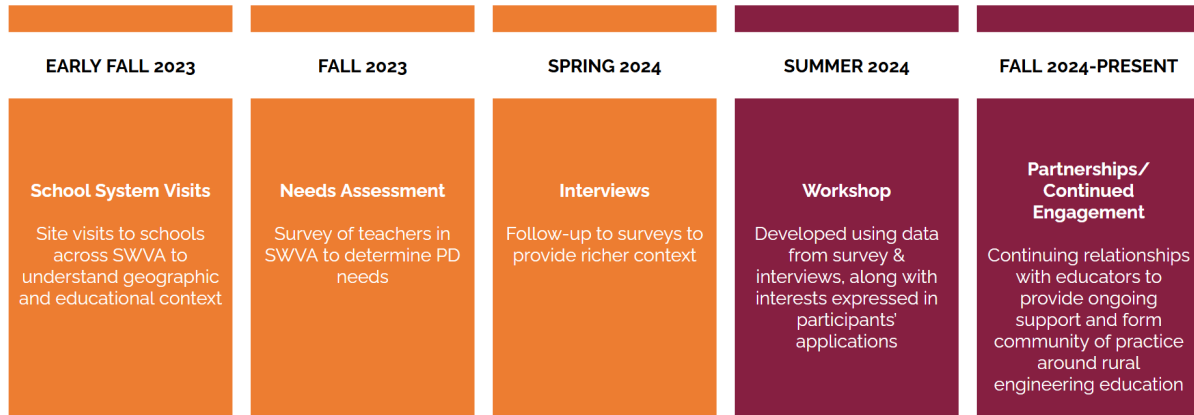 EARLY FALL 2023
School System Visits
Site visits to schools
across SWVA to
understand geographic
and educational context
FALL 2023
Needs Assessment
Survey of teachers in
SWVA to determine PD
needs
SPRING 2024
Interviews
Follow-up to surveys to
provide richer context
SUMMER 2024
Workshop
Developed using data
from survey &
interviews, along with
interests expressed in
participants'
applications
FALL 2024-PRESENT
Partnerships/
Continued
Engagement
Continuing relationships
with educators to
provide ongoing
support and form
community of practice
around rural
engineering education